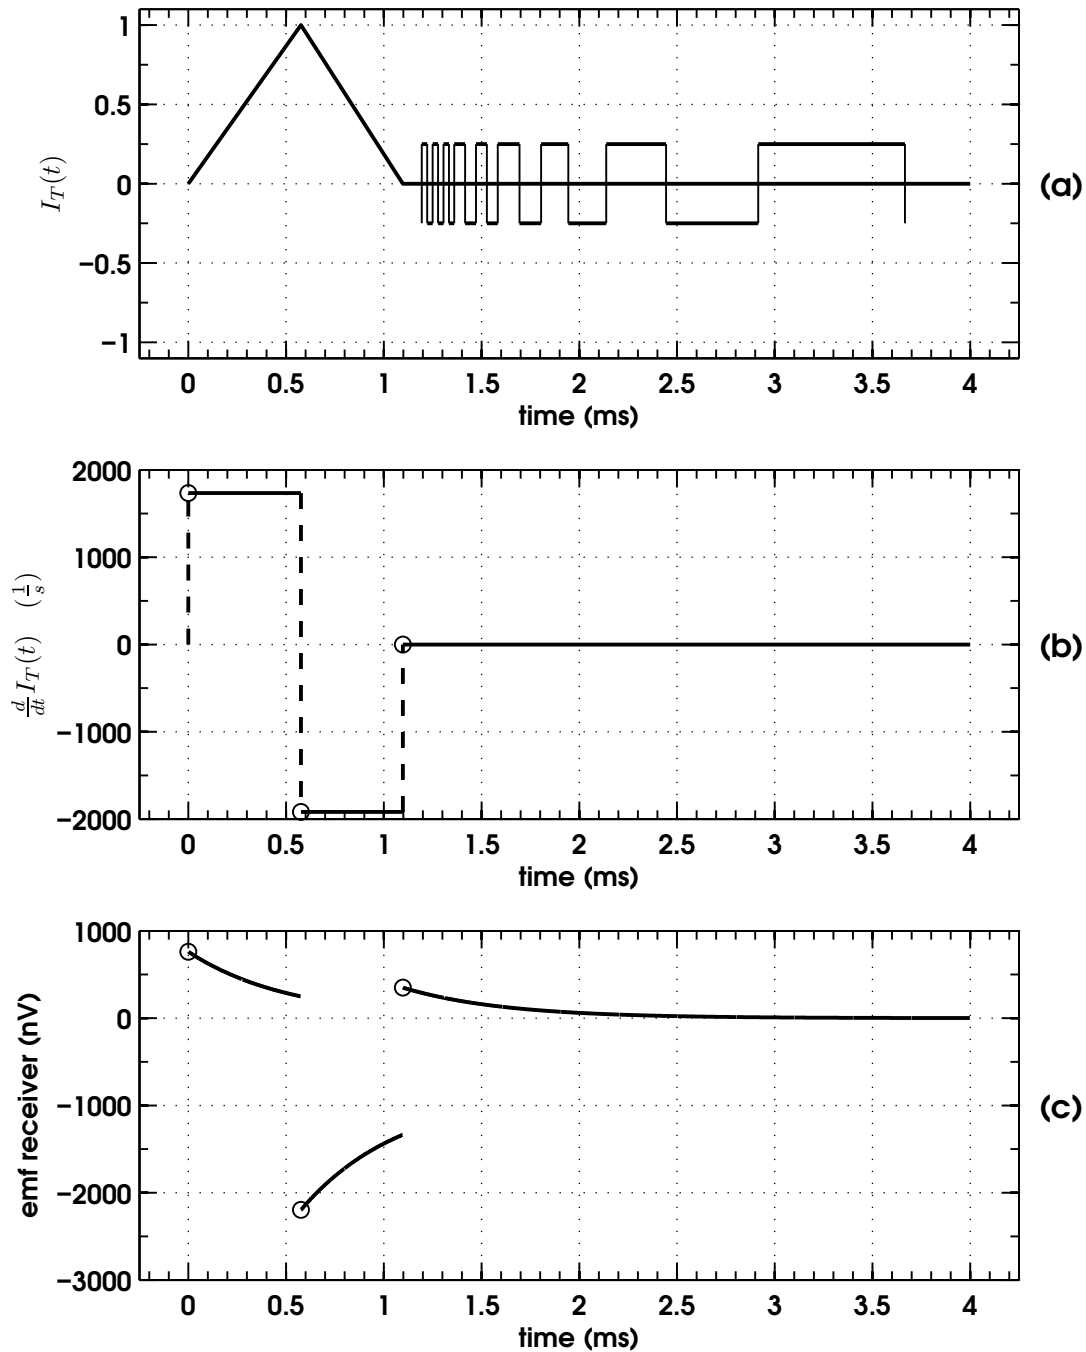 1
0.5
0
−0.5
−1
I_T(t)
(a)
0 0.5 1 1.5 2 2.5 3 3.5 4
time (ms)
2000
1000
0
−1000
−2000
d/dt I_T(t) (1/s)
(b)
0 0.5 1 1.5 2 2.5 3 3.5 4
time (ms)
1000
0
−1000
−2000
−3000
emf receiver (nV)
(c)
0 0.5 1 1.5 2 2.5 3 3.5 4
time (ms)